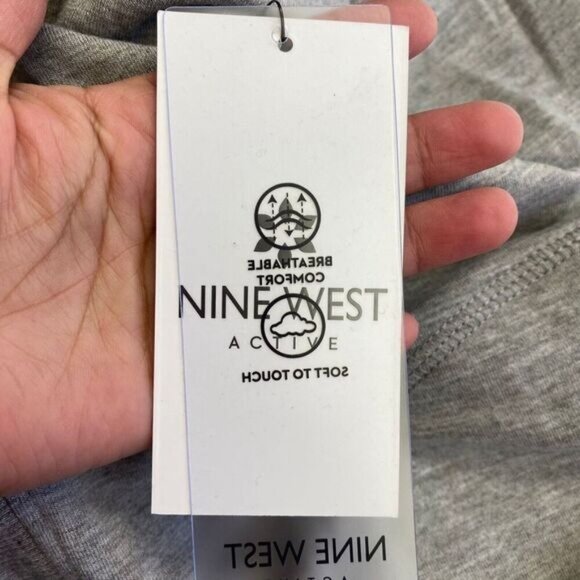 BREATHABLE
COMFORT
NINE WEST
ACTIVE
SOFT TO TOUCH
NINE WEST